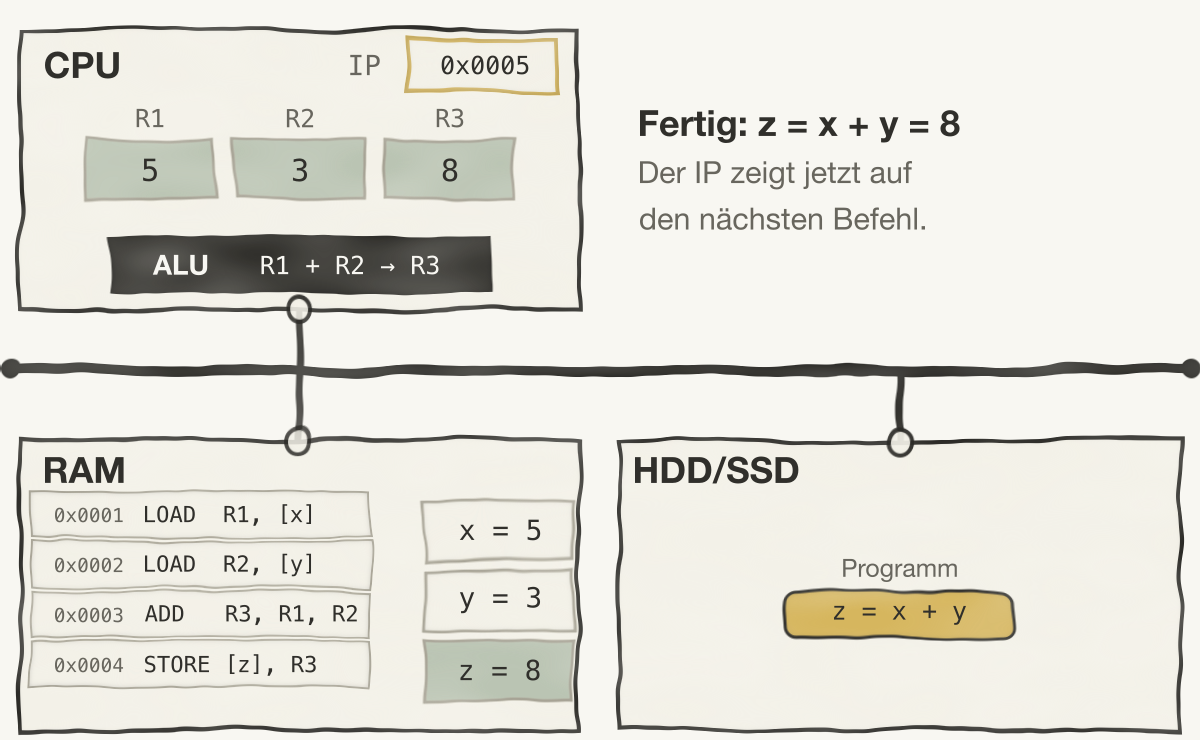 CPU IP 0x0005
R1 R2 R3
5 3 8
ALU R1 + R2 → R3
Fertig: z = x + y = 8
Der IP zeigt jetzt auf
den nächsten Befehl.
RAM
0x0001 LOAD R1, [x]
0x0002 LOAD R2, [y]
0x0003 ADD R3, R1, R2
0x0004 STORE [z], R3
x = 5
y = 3
z = 8
HDD/SSD
Programm
z = x + y